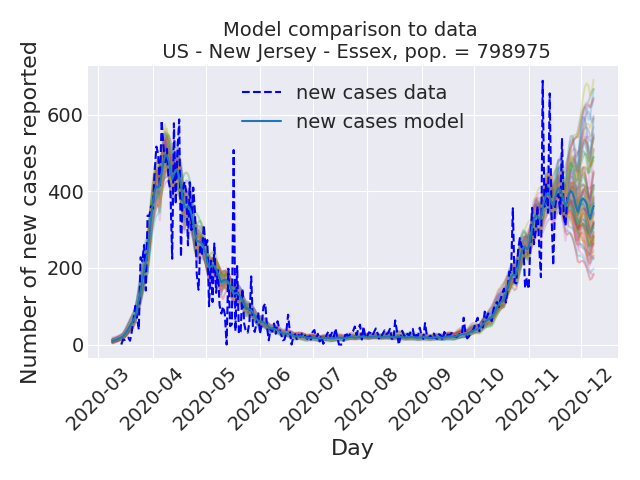 Model comparison to data
US - New Jersey - Essex, pop. = 798975
Number of new cases reported
600
400
200
0
new cases data
new cases model
2020-03
2020-04
2020-05
2020-06
2020-07
2020-08
2020-09
2020-10
2020-11
2020-12
Day